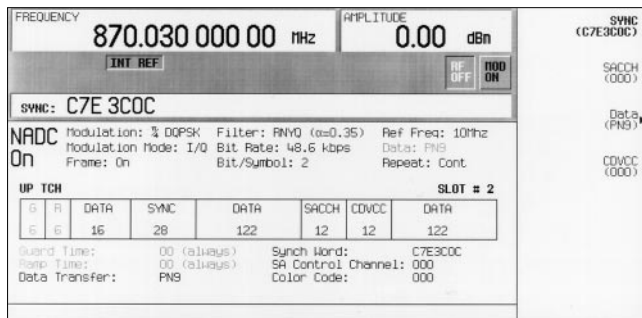 FREQUENCY
870.030 000 00 MHz
AMPLITUDE
0.00 dBm
INT REF
RF OFF
MOD ON
SYNC: C7E 3C0C
NADC On
Modulation: π/4 DQPSK Filter: RNYQ (α=0.35) Ref Freq: 10Mhz
Modulation Mode: I/Q Bit Rate: 48.6 kbps Data: PN9
Frame: On Bit/Symbol: 2 Repeat: Cont
UP TCH SLOT # 2
G R DATA SYNC DATA SACCH CDVCC DATA
6 6 16 28 122 12 12 122
Guard Time: 00 (always) Synch Word: C7E3C0C
Ramp Time: 00 (always) SA Control Channel: 000
Data Transfer: PN9 Color Code: 000
SYNC
(C7E3C0C)
SACCH
(000)
Data
(PN9)
CDVCC
(000)